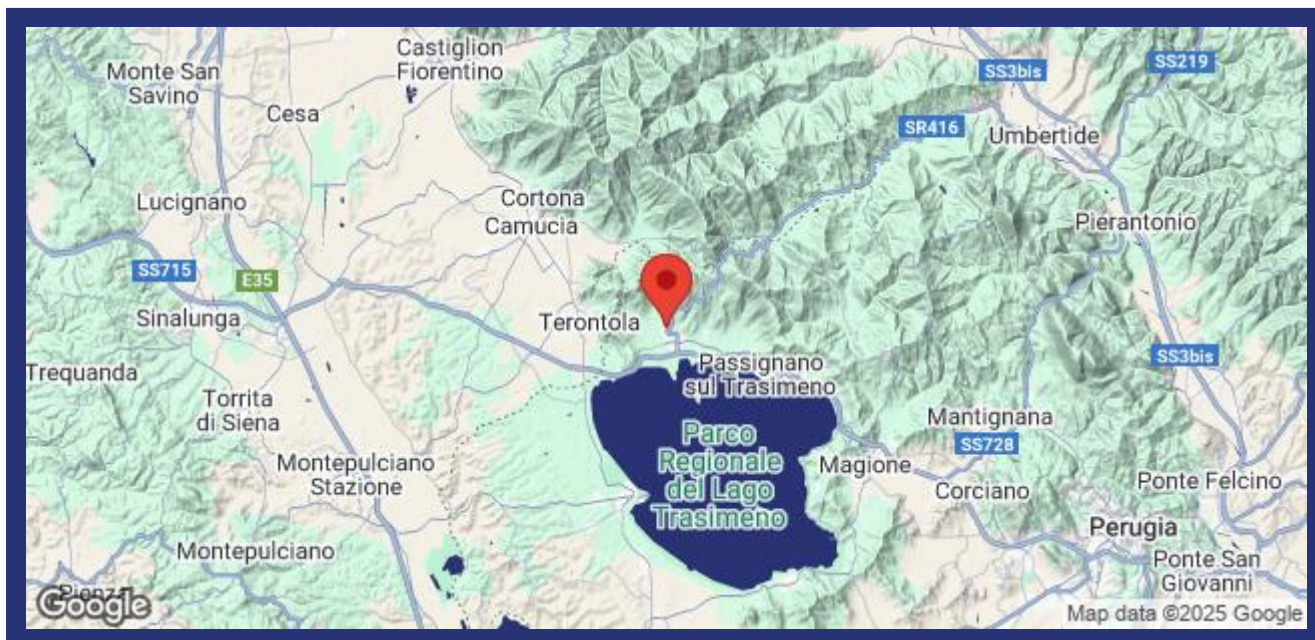 Castiglion
Fiorentino
Monte San
Savino
Cesa
SS3bis
SS219
SR416
Umbertide
Lucignano
Cortona
Camucia
Pierantonio
SS715
E35
Sinalunga
Terontola
Trequanda
Passignano
sul Trasimeno
SS3bis
Torrita
di Siena
Mantignana
Parco
Regionale
del Lago
Trasimeno
SS728
Montepulciano
Stazione
Magione
Corciano
Ponte Felcino
Perugia
Montepulciano
Ponte San
Giovanni
Pienza
Google
Map data ©2025 Google